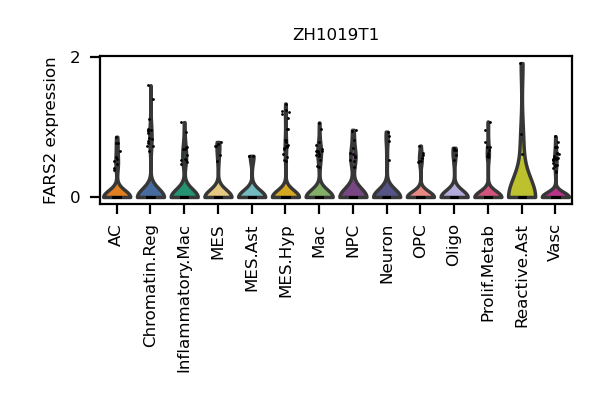 ZH1019T1
FARS2 expression
2
0
AC
Chromatin.Reg
Inflammatory.Mac
MES
MES.Ast
MES.Hyp
Mac
NPC
Neuron
OPC
Oligo
Prolif.Metab
Reactive.Ast
Vasc